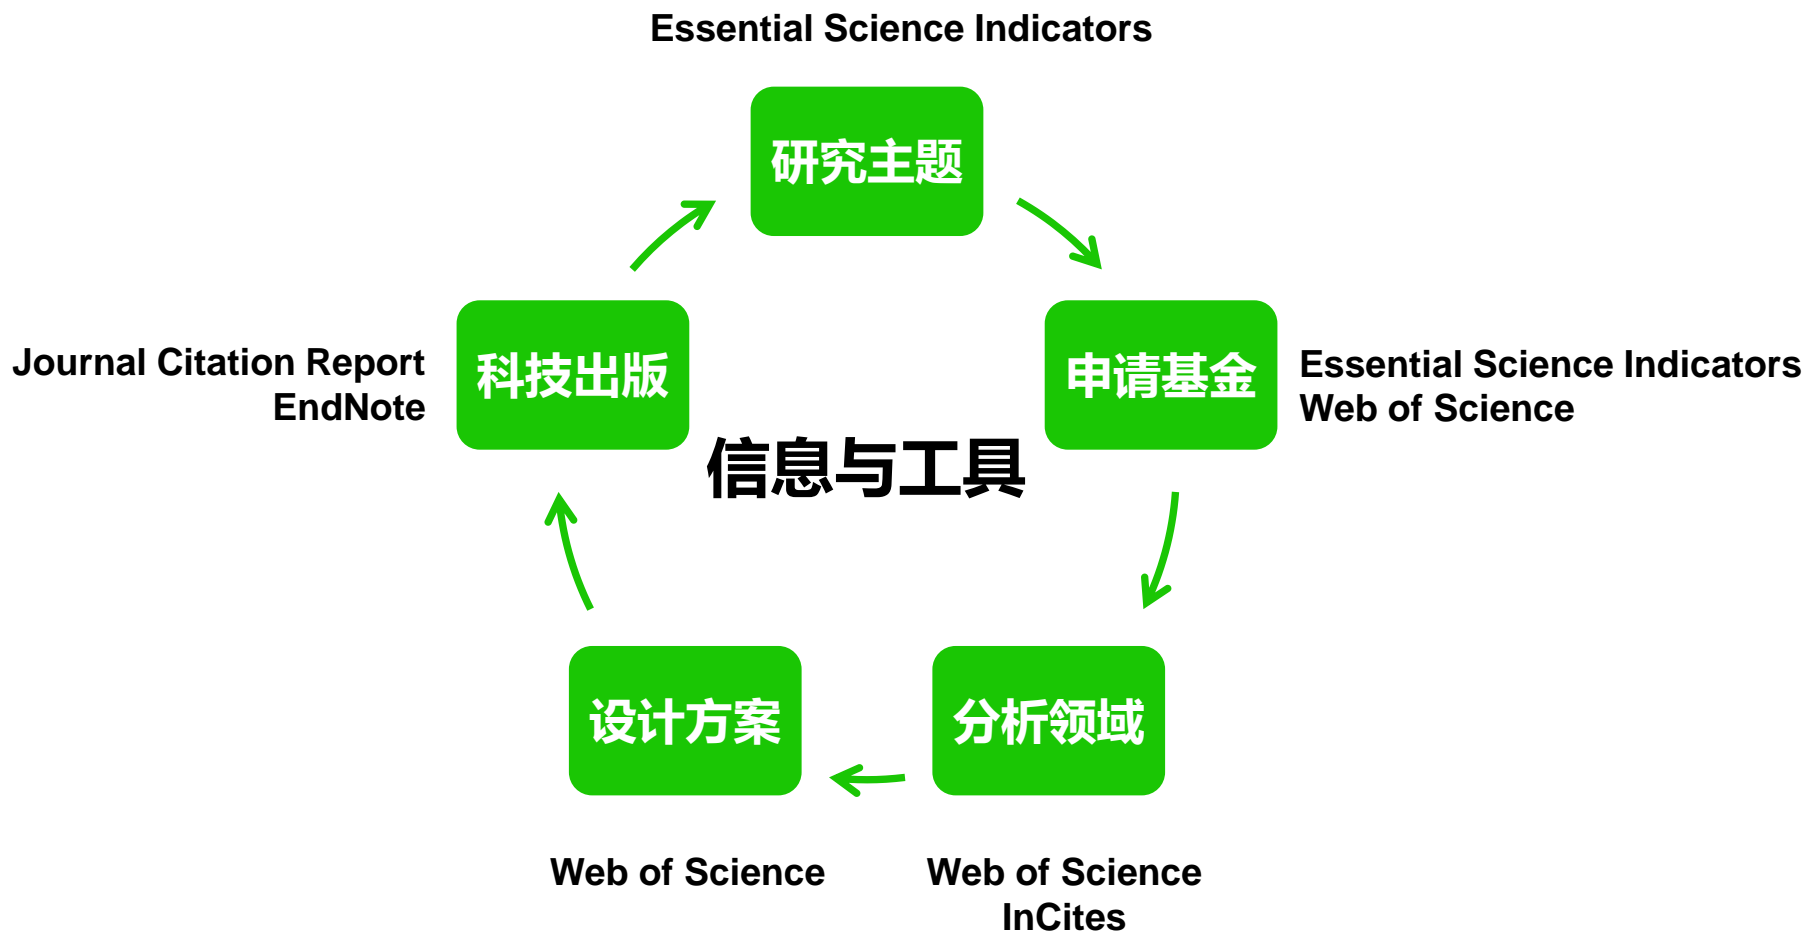 Essential Science Indicators
研究主题
科技出版
申请基金
Journal Citation Report
EndNote
Essential Science Indicators
Web of Science
信息与工具
设计方案
分析领域
Web of Science
Web of Science
InCites